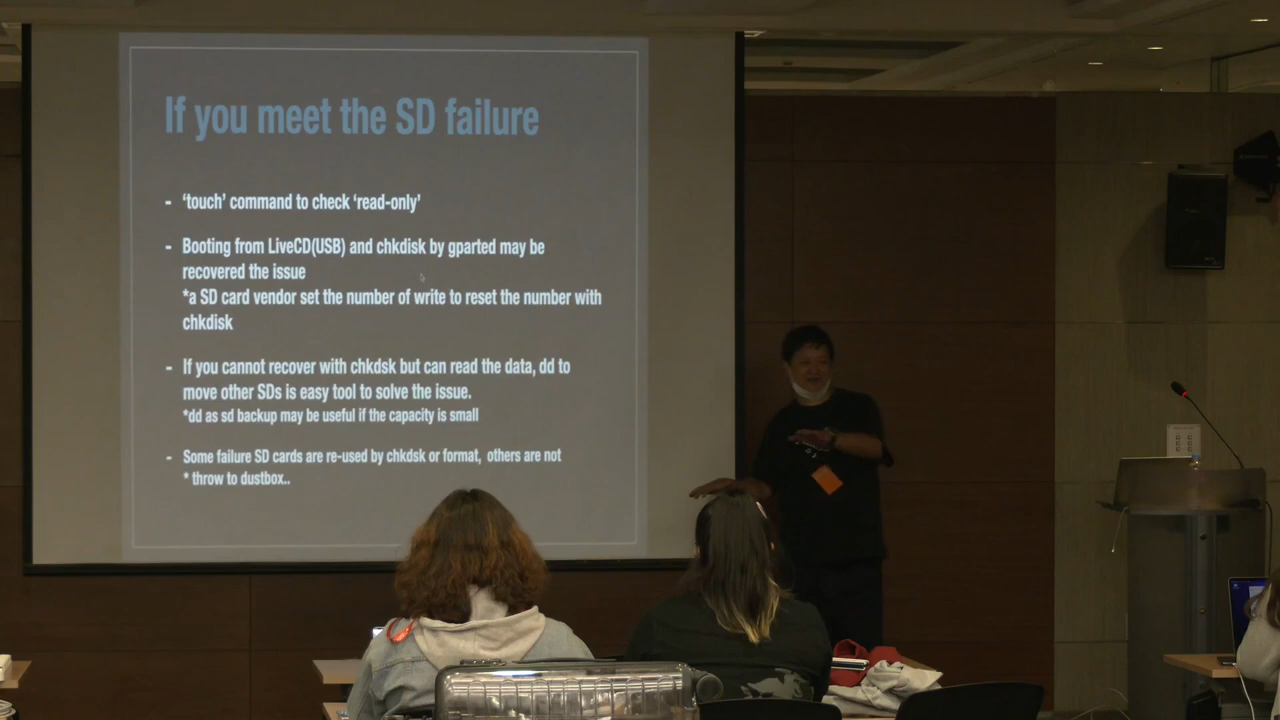 If you meet the SD failure
- ‘touch’ command to check ‘read-only’
- Booting from LiveCD(USB) and chkdisk by gparted may be
recovered the issue
*a SD card vendor set the number of write to reset the number with
chkdisk
- If you cannot recover with chkdsk but can read the data, dd to
move other SDs is easy tool to solve the issue.
*dd as sd backup may be useful if the capacity is small
- Some failure SD cards are re-used by chkdsk or format, others are not
* throw to dustbox..